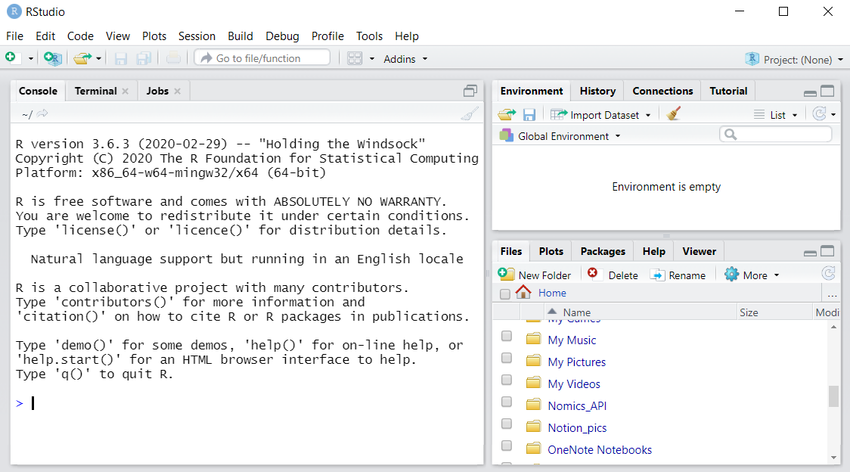 RStudio
File Edit Code View Plots Session Build Debug Profile Tools Help
Go to file/function Addins Project: (None)
Console Terminal Jobs
~/
R version 3.6.3 (2020-02-29) -- "Holding the Windsock"
Copyright (C) 2020 The R Foundation for Statistical Computing
Platform: x86_64-w64-mingw32/x64 (64-bit)
R is free software and comes with ABSOLUTELY NO WARRANTY.
You are welcome to redistribute it under certain conditions.
Type 'license()' or 'licence()' for distribution details.
Natural language support but running in an English locale
R is a collaborative project with many contributors.
Type 'contributors()' for more information and
'citation()' on how to cite R or R packages in publications.
Type 'demo()' for some demos, 'help()' for on-line help, or
'help.start()' for an HTML browser interface to help.
Type 'q()' to quit R.
>
Environment History Connections Tutorial
Import Dataset List
Global Environment
Environment is empty
Files Plots Packages Help Viewer
New Folder Delete Rename More
Home ...
Name Size Modi
My Games
My Music
My Pictures
My Videos
Nomics_API
Notion_pics
OneNote Notebooks